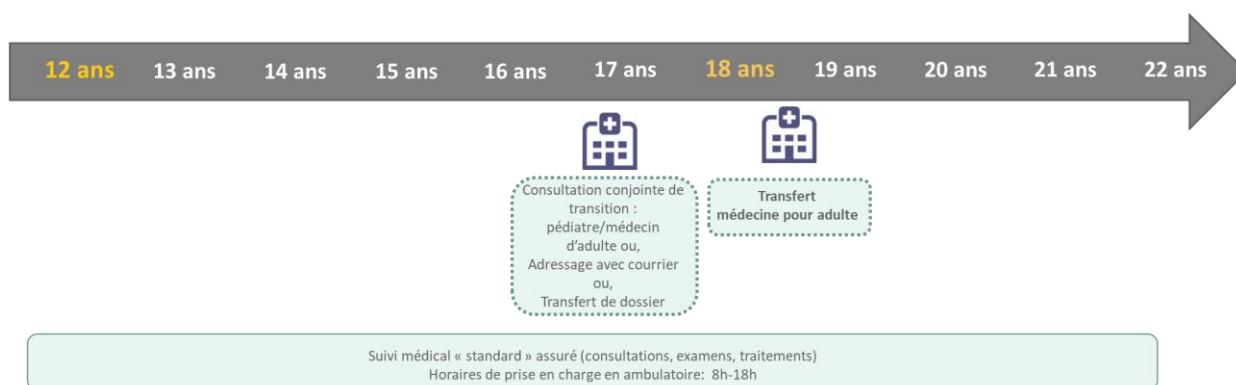 12 ans 13 ans 14 ans 15 ans 16 ans 17 ans 18 ans 19 ans 20 ans 21 ans 22 ans
Consultation conjointe de
transition :
pédiatre/médecin
d'adulte ou,
Adressage avec courrier
ou,
Transfert de dossier
Transfert
médecine pour adulte
Suivi médical « standard » assuré (consultations, examens, traitements)
Horaires de prise en charge en ambulatoire: 8h-18h